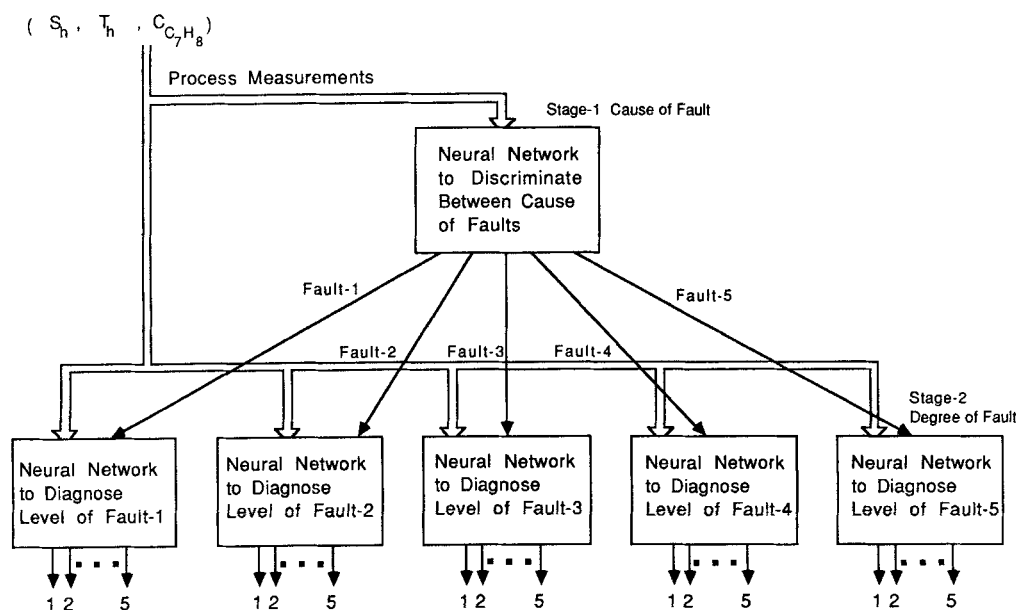 ( S_h , T_h , C_{C_7H_8} )
Process Measurements
Stage-1 Cause of Fault
Neural Network
to Discriminate
Between Cause
of Faults
Fault-1
Fault-2
Fault-3
Fault-4
Fault-5
Stage-2
Degree of Fault
Neural Network
to Diagnose
Level of Fault-1
Neural Network
to Diagnose
Level of Fault-2
Neural Network
to Diagnose
Level of Fault-3
Neural Network
to Diagnose
Level of Fault-4
Neural Network
to Diagnose
Level of Fault-5
1 2 5
1 2 5
1 2 5
1 2 5
1 2 5